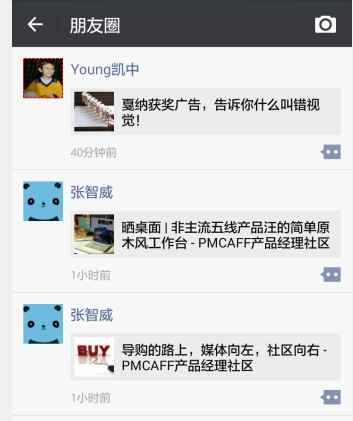 朋友圈
Young凯中
戛纳获奖广告，告诉你什么叫错视
觉！
40分钟前
张智威
晒桌面 | 非主流五线产品汪的简单原
木风工作台 - PMCAFF产品经理社区
1小时前
张智威
BUY
导购的路上，媒体向左，社区向右 -
PMCAFF产品经理社区
1小时前